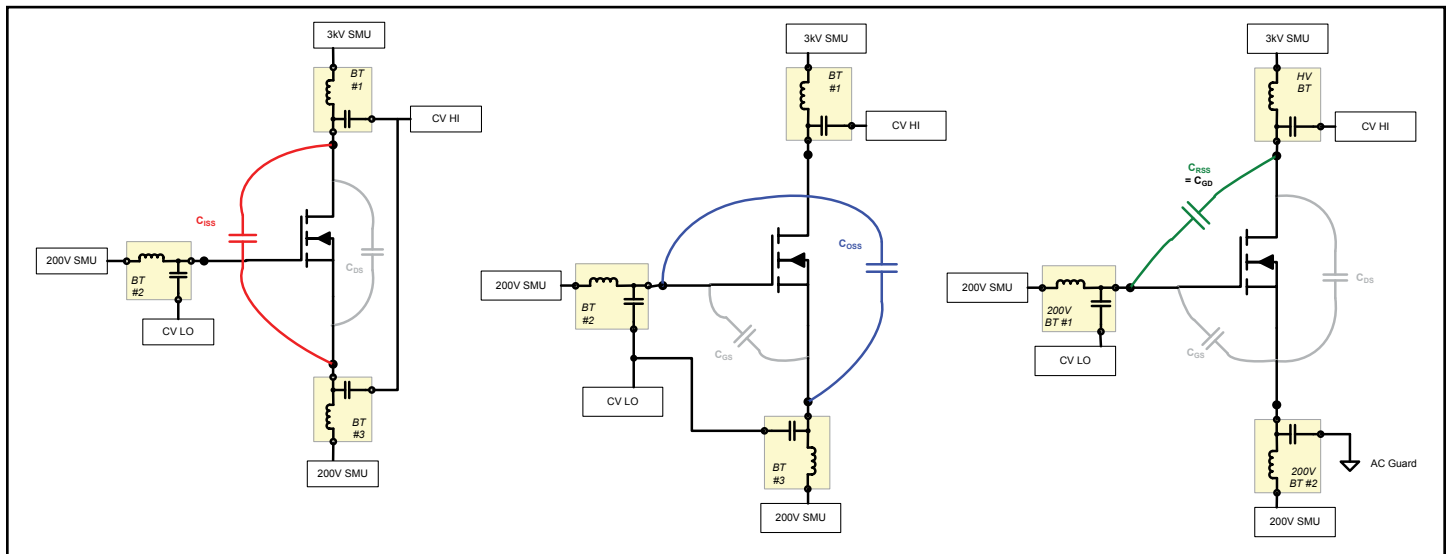 3kV SMU
BT
#1
CV HI
CISS
CDS
200V SMU
BT
#2
CV LO
BT
#3
200V SMU
3kV SMU
BT
#1
CV HI
COSS
200V SMU
BT
#2
CGS
CV LO
BT
#3
200V SMU
3kV SMU
HV
BT
CV HI
CRSS
= CGD
CDS
200V SMU
200V
BT #1
CGS
CV LO
200V
BT #2
AC Guard
200V SMU